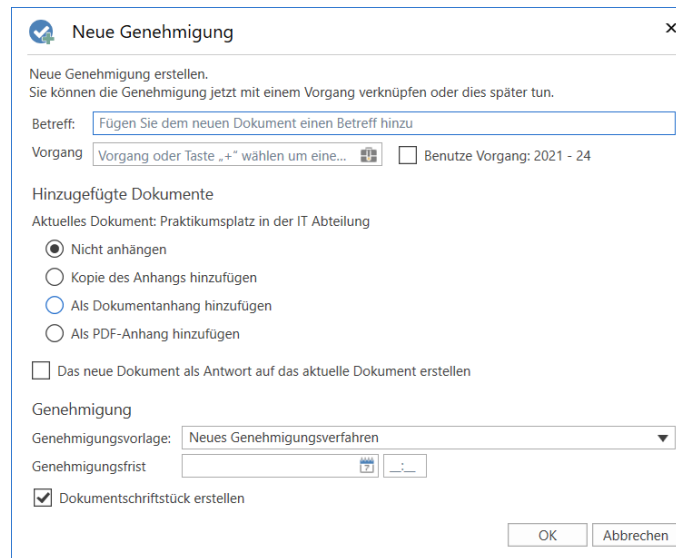 Neue Genehmigung
Neue Genehmigung erstellen.
Sie können die Genehmigung jetzt mit einem Vorgang verknüpfen oder dies später tun.
Betreff: Fügen Sie dem neuen Dokument einen Betreff hinzu
Vorgang Vorgang oder Taste „+“ wählen um eine... Benutze Vorgang: 2021 - 24
Hinzugefügte Dokumente
Aktuelles Dokument: Praktikumsplatz in der IT Abteilung
Nicht anhängen
Kopie des Anhangs hinzufügen
Als Dokumentanhang hinzufügen
Als PDF-Anhang hinzufügen
Das neue Dokument als Antwort auf das aktuelle Dokument erstellen
Genehmigung
Genehmigungsvorlage: Neues Genehmigungsverfahren
Genehmigungsfrist 7 __:__
Dokumentschriftstück erstellen
OK Abbrechen